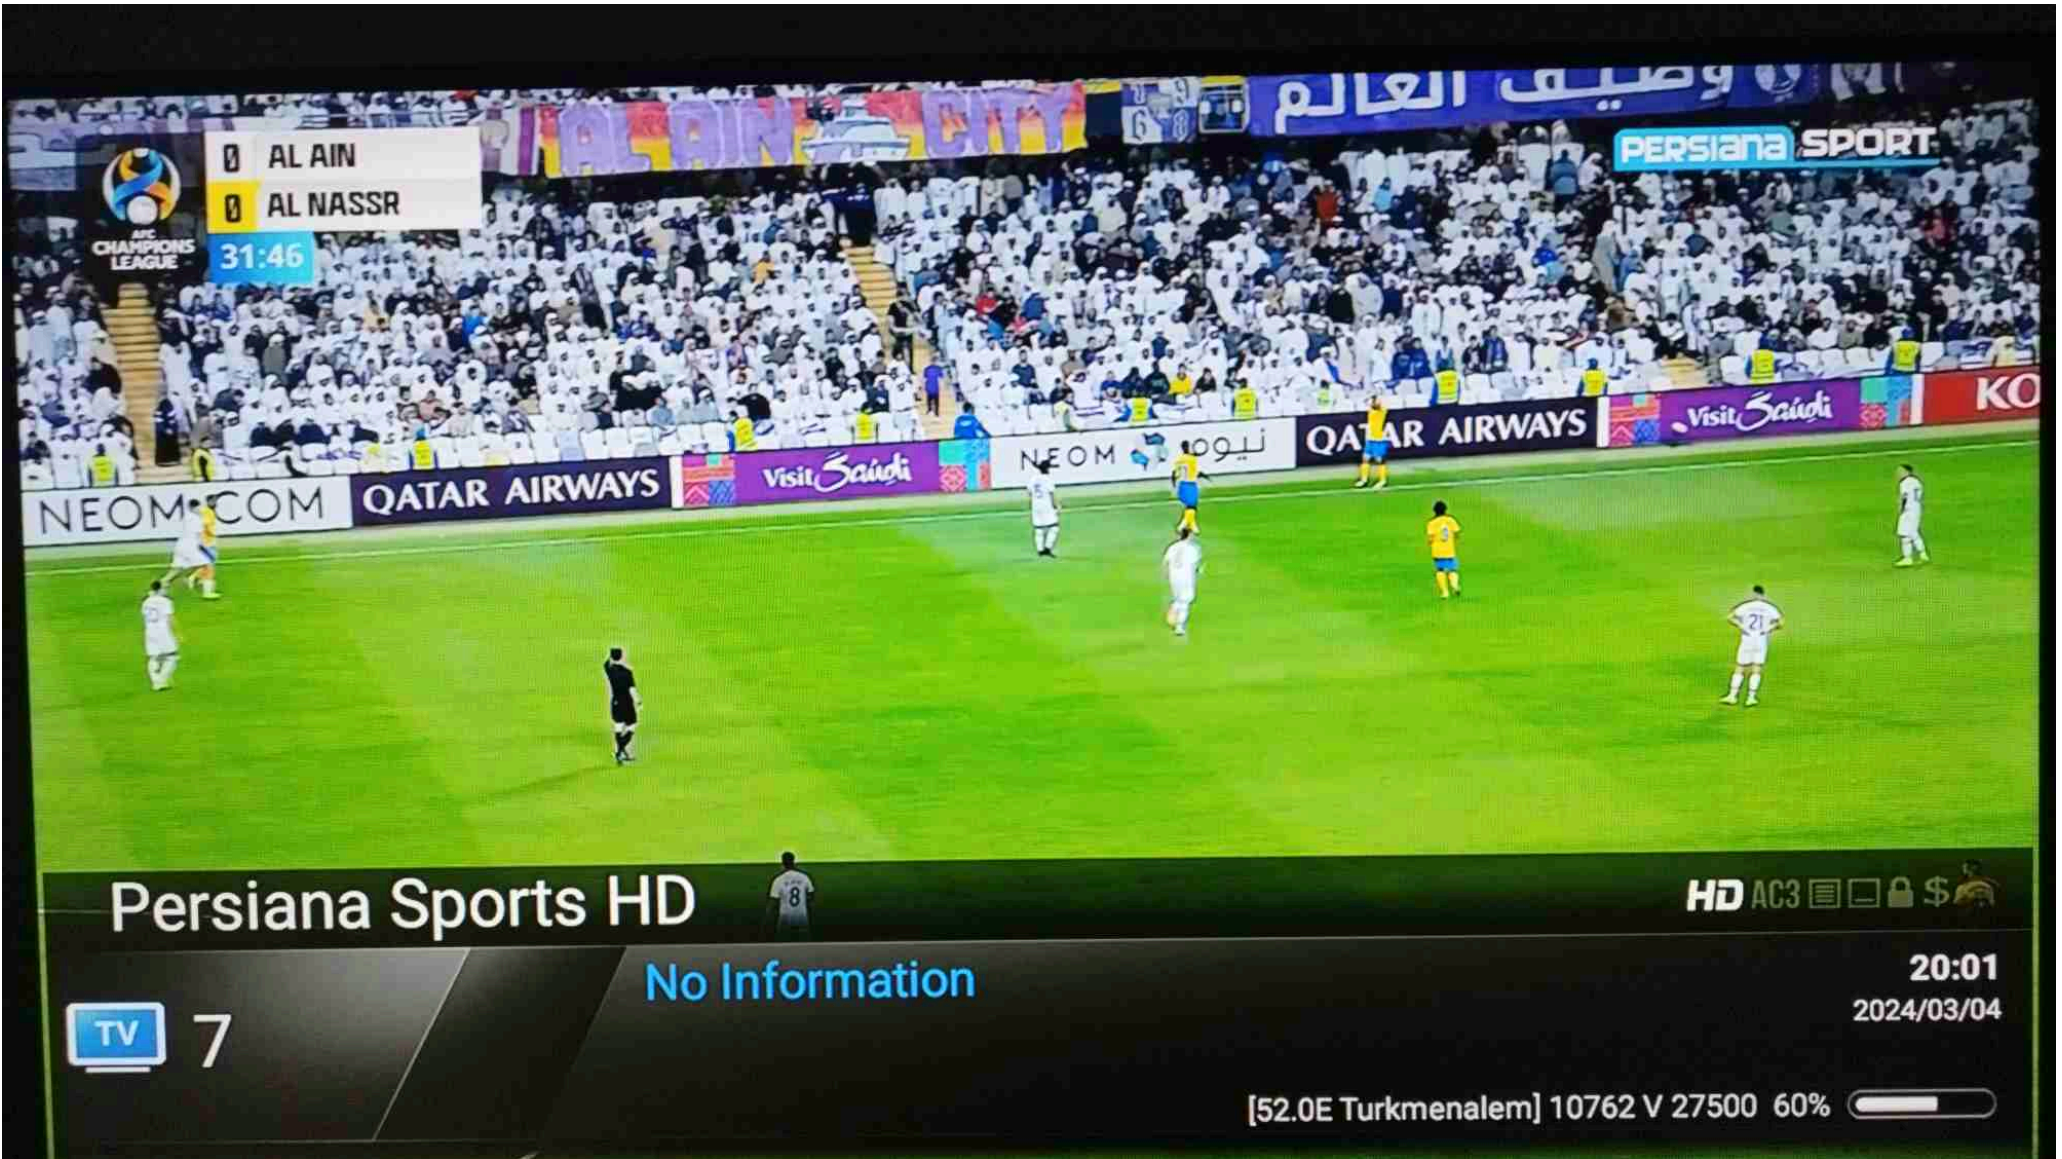 AL AIN CITY
وصيف العالم
PERSIANA SPORT
0 AL AIN
0 AL NASSR
31:46
AFC
CHAMPIONS
LEAGUE
NEOM.COM
QATAR AIRWAYS
Visit Saudi
NEOM نيوم
QATAR AIRWAYS
Visit Saudi
KO
21
8
Persiana Sports HD
HD AC3 $
No Information
20:01
2024/03/04
TV 7
[52.0E Turkmenalem] 10762 V 27500 60%